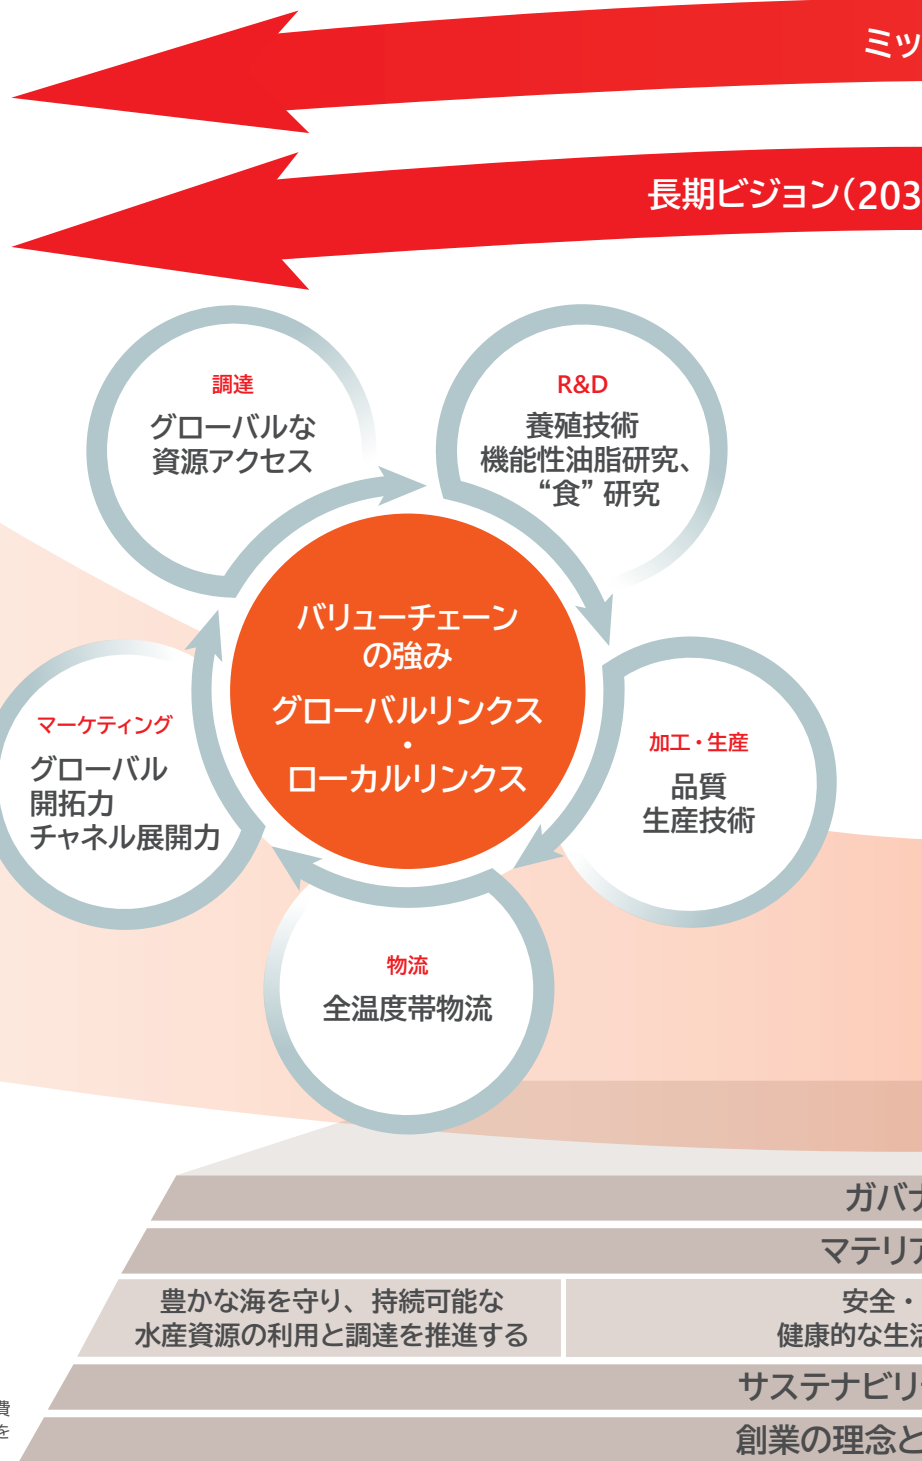 ミッ
長期ビジョン(203
調達
グローバルな
資源アクセス
R&D
養殖技術
機能性油脂研究、
“食” 研究
バリューチェーン
の強み
グローバルリンクス
・
ローカルリンクス
マーケティング
グローバル
開拓力
チャネル展開力
加工・生産
品質
生産技術
物流
全温度帯物流
ガバナ
マテリア
豊かな海を守り、持続可能な
水産資源の利用と調達を推進する
安全・
健康的な生活
サステナビリ
創業の理念と
費
を